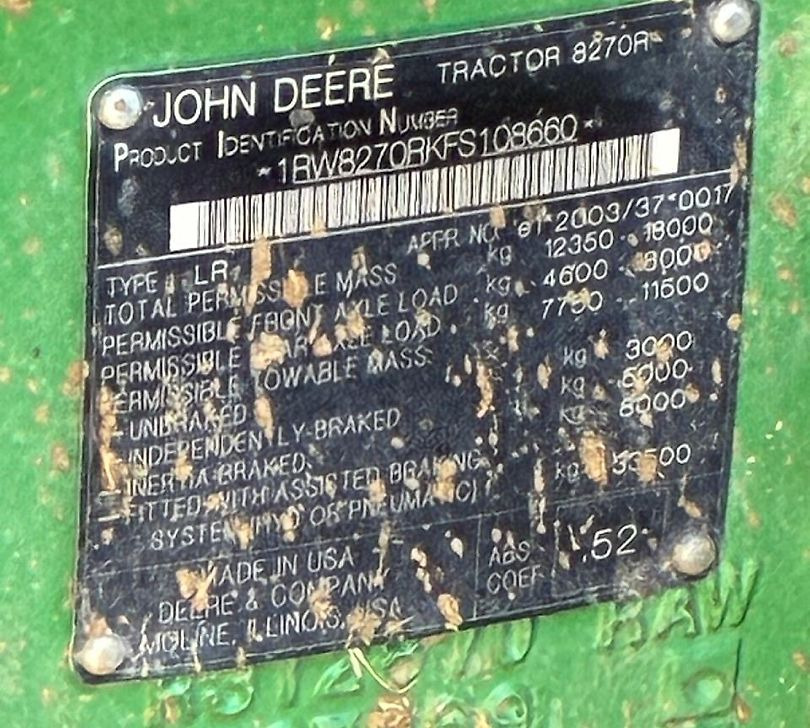 JOHN DEERE TRACTOR 8270R
PRODUCT IDENTIFICATION NUMBER
*1RW8270RKFS108660*
TYPE LR APPR NO e1*2003/37*0017
TOTAL PERMISSIBLE MASS kg 12350 - 18000
PERMISSIBLE FRONT AXLE LOAD kg 4600 - 8000
PERMISSIBLE REAR AXLE LOAD kg 7750 - 11500
PERMISSIBLE TOWABLE MASS
- UNBRAKED kg 3000
- INDEPENDENTLY-BRAKED kg 6000
- INERTIA-BRAKED kg 8000
- FITTED WITH ASSISTED BRAKING kg
SYSTEM (HYD OR PNEUMATIC)
MADE IN USA
DEERE & COMPANY
MOLINE, ILLINOIS, USA
ABS
COEF .52
RAW